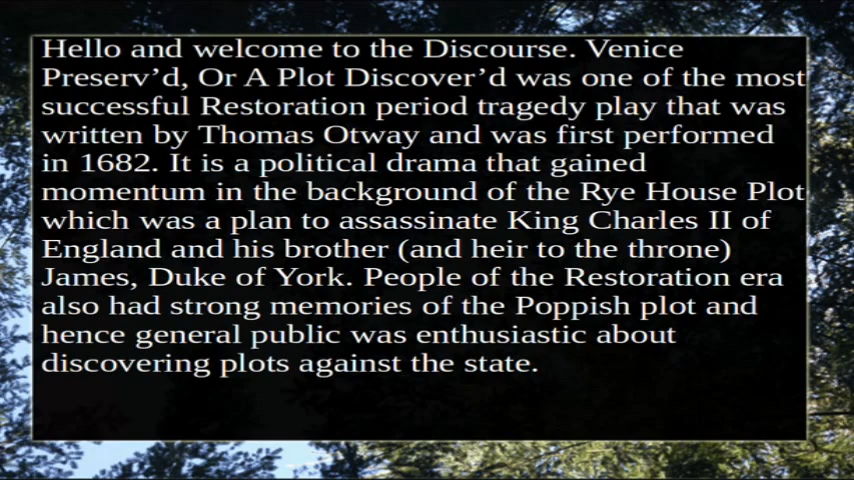 Hello and welcome to the Discourse. Venice
Preserv’d, Or A Plot Discover’d was one of the most
successful Restoration period tragedy play that was
written by Thomas Otway and was first performed
in 1682. It is a political drama that gained
momentum in the background of the Rye House Plot
which was a plan to assassinate King Charles II of
England and his brother (and heir to the throne)
James, Duke of York. People of the Restoration era
also had strong memories of the Poppish plot and
hence general public was enthusiastic about
discovering plots against the state.